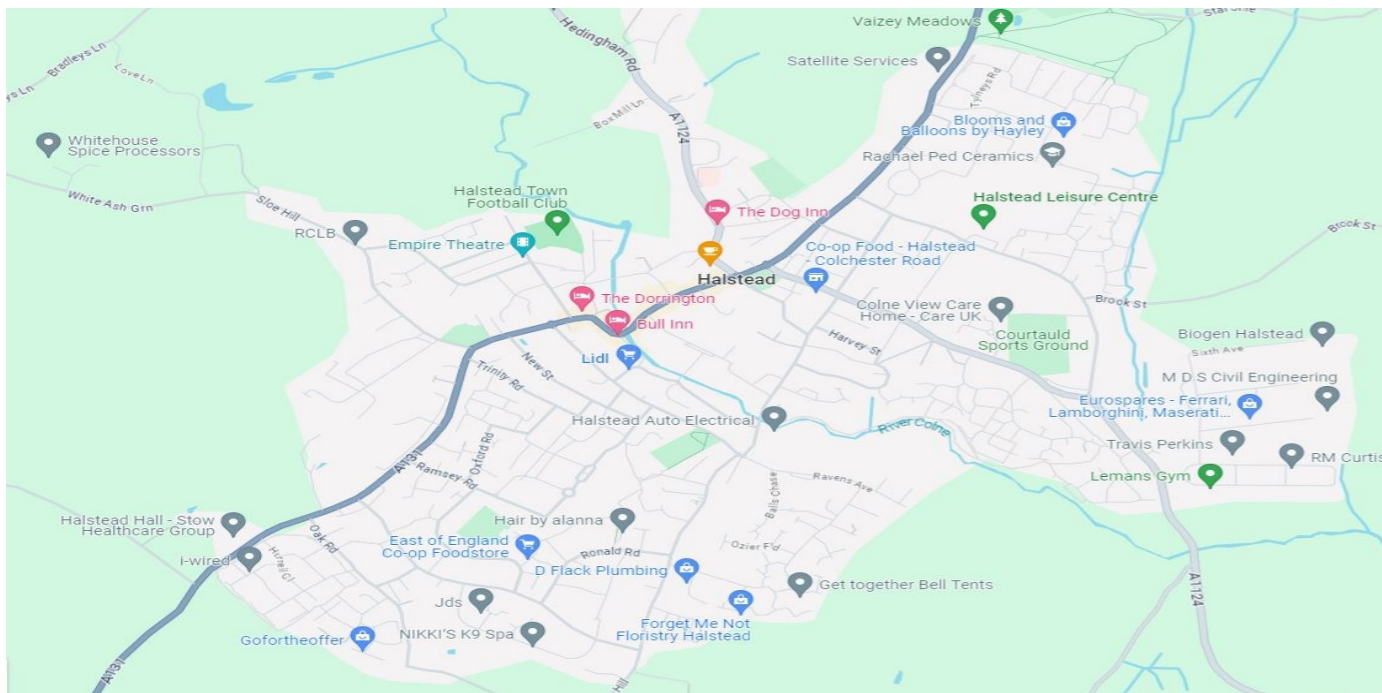 Vaizey Meadows
Hedingham Rd
Satellite Services
Bradleys Ln
Love Ln
Tylneys Rd
Box Mill Ln
A1124
Blooms and
Balloons by Hayley
Whitehouse
Spice Processors
Rachael Ped Ceramics
White Ash Grn
Sloe Hill
Halstead Town
Football Club
Halstead Leisure Centre
The Dog Inn
RCLB
Empire Theatre
Brook St
Co-op Food - Halstead
- Colchester Road
Halstead
The Dorrington
Colne View Care
Home - Care UK
Brook St
Bull Inn
Harvey St
Courtauld
Sports Ground
Biogen Halstead
Sixth Ave
Lidl
New St
Trinity Rd
M D S Civil Engineering
Eurospares - Ferrari,
Lamborghini, Maserati...
Halstead Auto Electrical
River Colne
Travis Perkins
Oxford Rd
A131
RM Curtis
Ramsey Rd
Balls Chase
Ravens Ave
Lemans Gym
Halstead Hall - Stow
Healthcare Group
Oak Rd
Hair by alanna
East of England
Co-op Foodstore
Ronald Rd
Ozier F'd
i-wired
D Flack Plumbing
Get together Bell Tents
A1124
Jds
Forget Me Not
Floristry Halstead
Gofortheoffer
NIKKI'S K9 Spa
A131
Hill